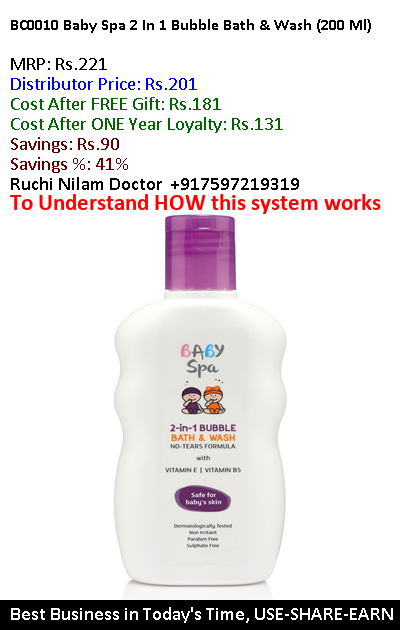 BC0010 Baby Spa 2 In 1 Bubble Bath & Wash (200 Ml)
MRP: Rs.221
Distributor Price: Rs.201
Cost After FREE Gift: Rs.181
Cost After ONE Year Loyalty: Rs.131
Savings: Rs.90
Savings %: 41%
Ruchi Nilam Doctor +917597219319
To Understand HOW this system works
BABY
Spa
2-in-1 BUBBLE
BATH & WASH
NO-TEARS FORMULA
with
VITAMIN E | VITAMIN B5
Safe for
baby's skin
Dermatologically Tested
Non Irritant
Paraben Free
Sulphate Free
Best Business in Today's Time, USE-SHARE-EARN